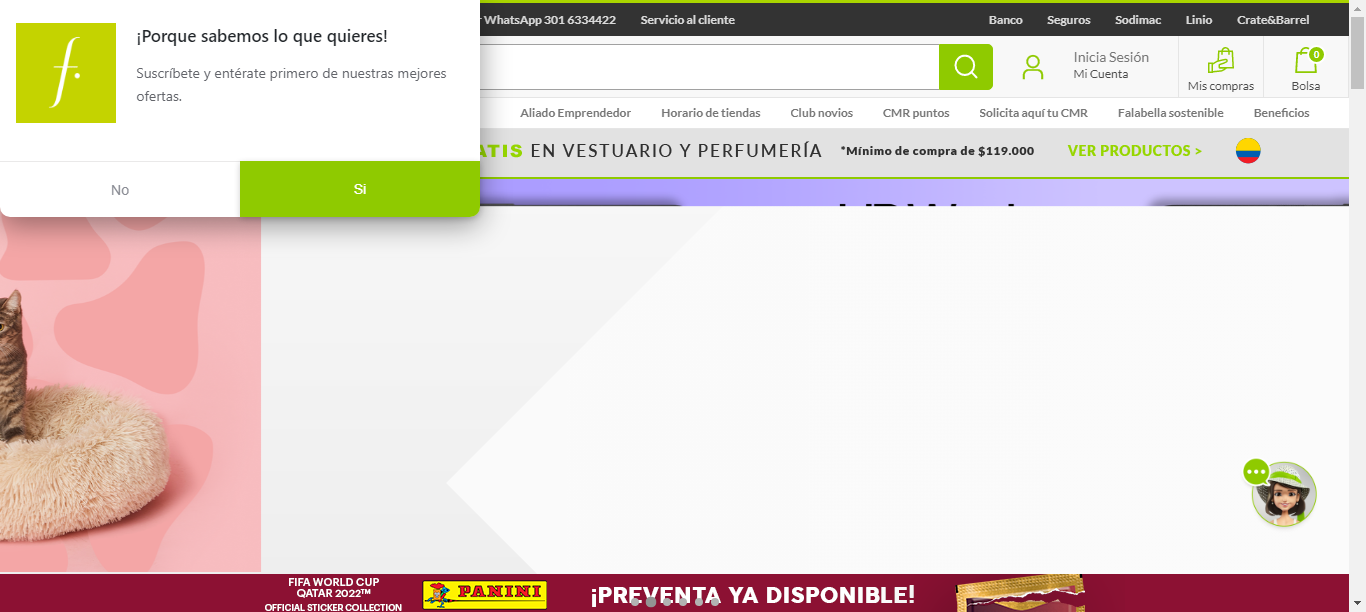 ¡Porque sabemos lo que quieres!
Suscríbete y entérate primero de nuestras mejores
ofertas.
No
Si
WhatsApp 301 6334422
Servicio al cliente
Banco
Seguros
Sodimac
Linio
Crate&Barrel
Inicia Sesión
Mi Cuenta
Mis compras
0
Bolsa
Aliado Emprendedor
Horario de tiendas
Club novios
CMR puntos
Solicita aquí tu CMR
Falabella sostenible
Beneficios
EN VESTUARIO Y PERFUMERÍA
*Mínimo de compra de $119.000
VER PRODUCTOS >
FIFA WORLD CUP
QATAR 2022™
OFFICIAL STICKER COLLECTION
PANINI
¡PREVENTA YA DISPONIBLE!